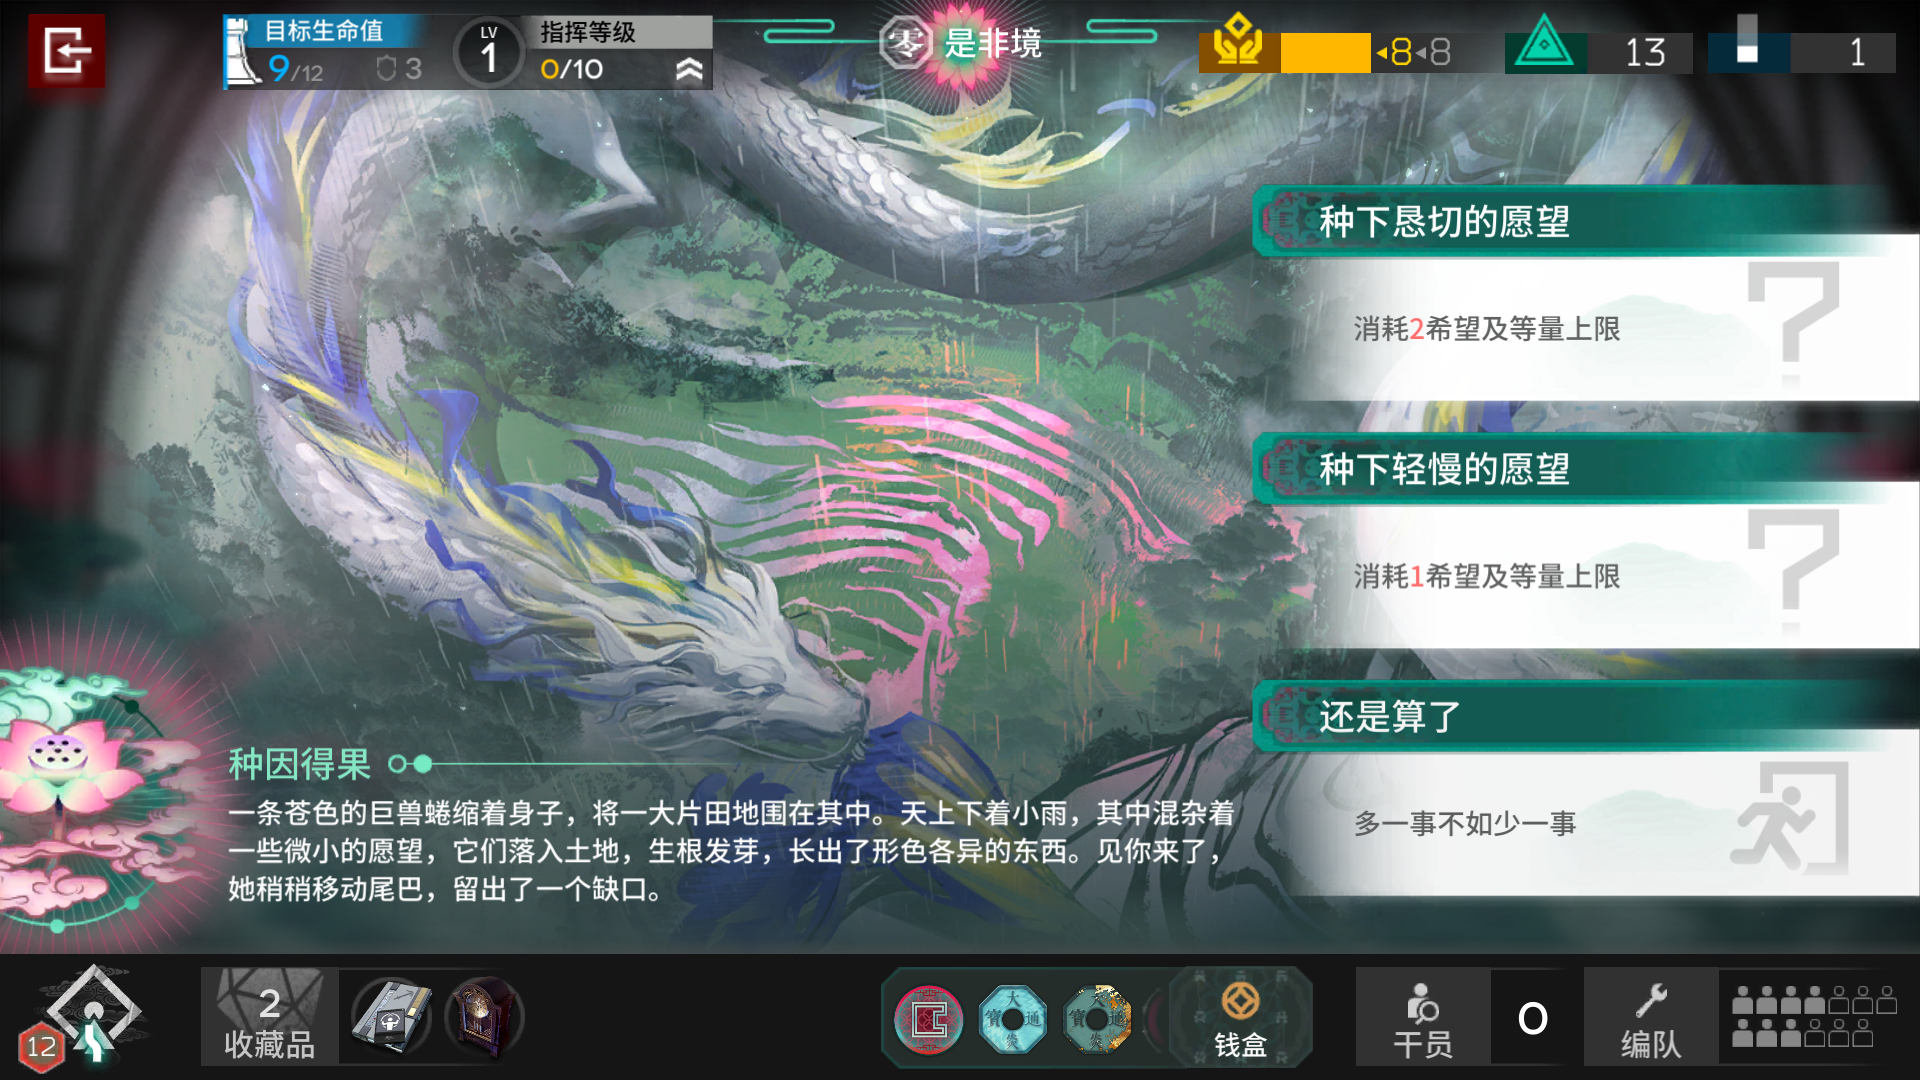 目标生命值
9/12
3
LV
1
指挥等级
0/10
零
是非境
8
8
13
1
种下恳切的愿望
消耗2希望及等量上限
种下轻慢的愿望
消耗1希望及等量上限
还是算了
多一事不如少一事
种因得果
一条苍色的巨兽蜷缩着身子，将一大片田地围在其中。天上下着小雨，其中混杂着
一些微小的愿望，它们落入土地，生根发芽，长出了形色各异的东西。见你来了，
她稍稍移动尾巴，留出了一个缺口。
12
2
收藏品
大
寶 通
炎
钱盒
干员
0
编队